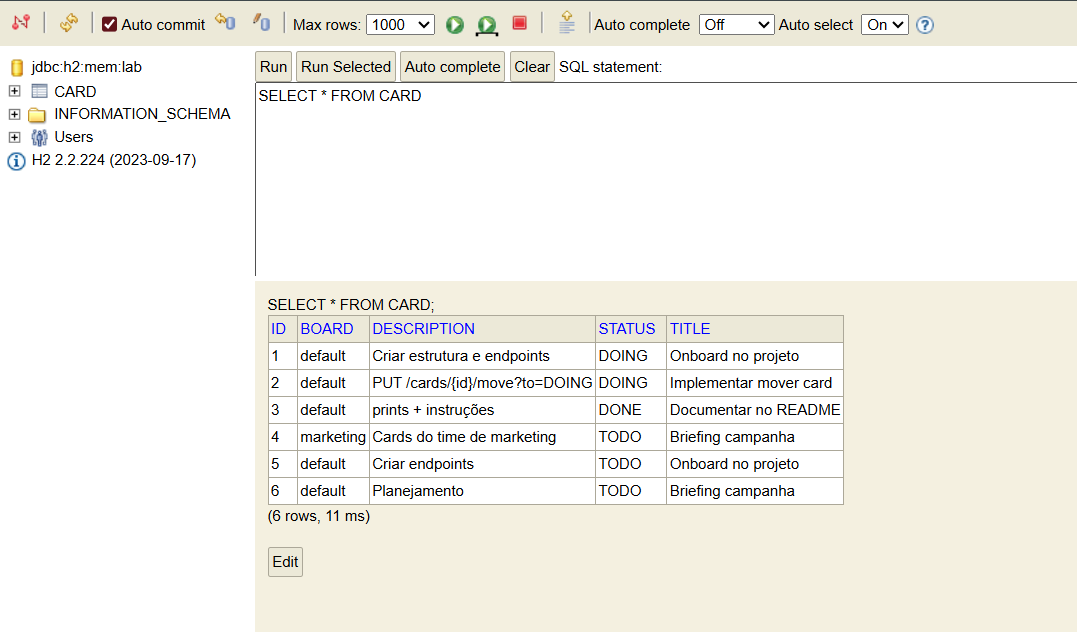 Auto commit Max rows: 1000 Auto complete Off Auto select On ?
jdbc:h2:mem:lab
CARD
INFORMATION_SCHEMA
Users
H2 2.2.224 (2023-09-17)
Run Run Selected Auto complete Clear SQL statement:
SELECT * FROM CARD
SELECT * FROM CARD;
ID BOARD DESCRIPTION STATUS TITLE
1 default Criar estrutura e endpoints DOING Onboard no projeto
2 default PUT /cards/{id}/move?to=DOING DOING Implementar mover card
3 default prints + instruções DONE Documentar no README
4 marketing Cards do time de marketing TODO Briefing campanha
5 default Criar endpoints TODO Onboard no projeto
6 default Planejamento TODO Briefing campanha
(6 rows, 11 ms)
Edit